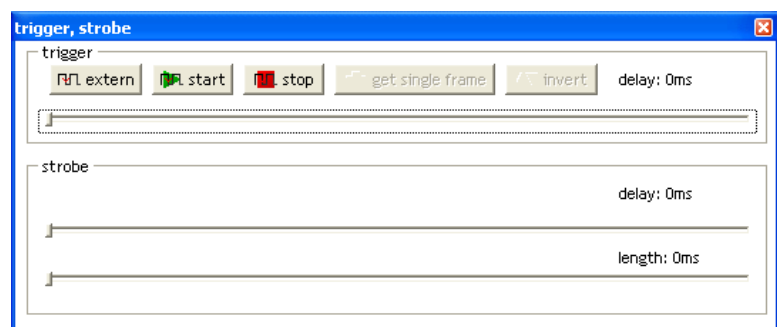 trigger, strobe
trigger
extern start stop get single frame invert delay: 0ms
strobe
delay: 0ms
length: 0ms